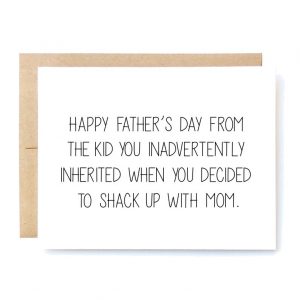 HAPPY FATHER'S DAY FROM
THE KID YOU INADVERTENTLY
INHERITED WHEN YOU DECIDED
TO SHACK UP WITH MOM.